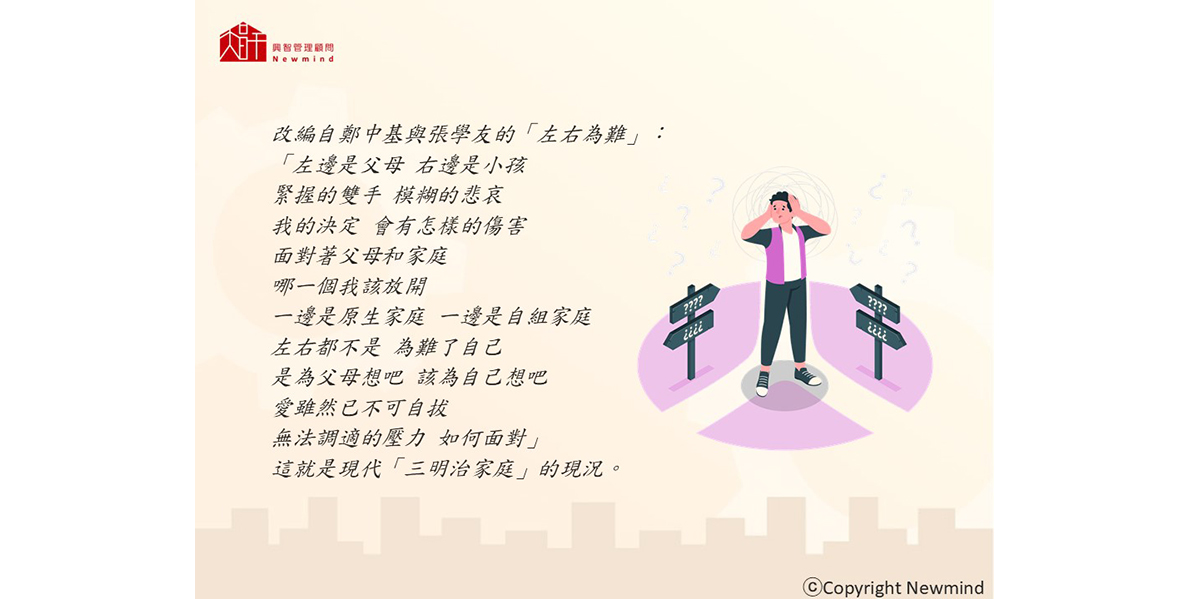 興智管理顧問
Newmind
改編自鄭中基與張學友的「左右為難」：
「左邊是父母 右邊是小孩
緊握的雙手 模糊的悲哀
我的決定 會有怎樣的傷害
面對著父母和家庭
哪一個我該放開
一邊是原生家庭 一邊是自組家庭
左右都不是 為難了自己
是為父母想吧 該為自己想吧
愛雖然已不可自拔
無法調適的壓力 如何面對」
這就是現代「三明治家庭」的現況。
????
¿¿¿¿
????
¿¿¿¿
ⓒCopyright Newmind